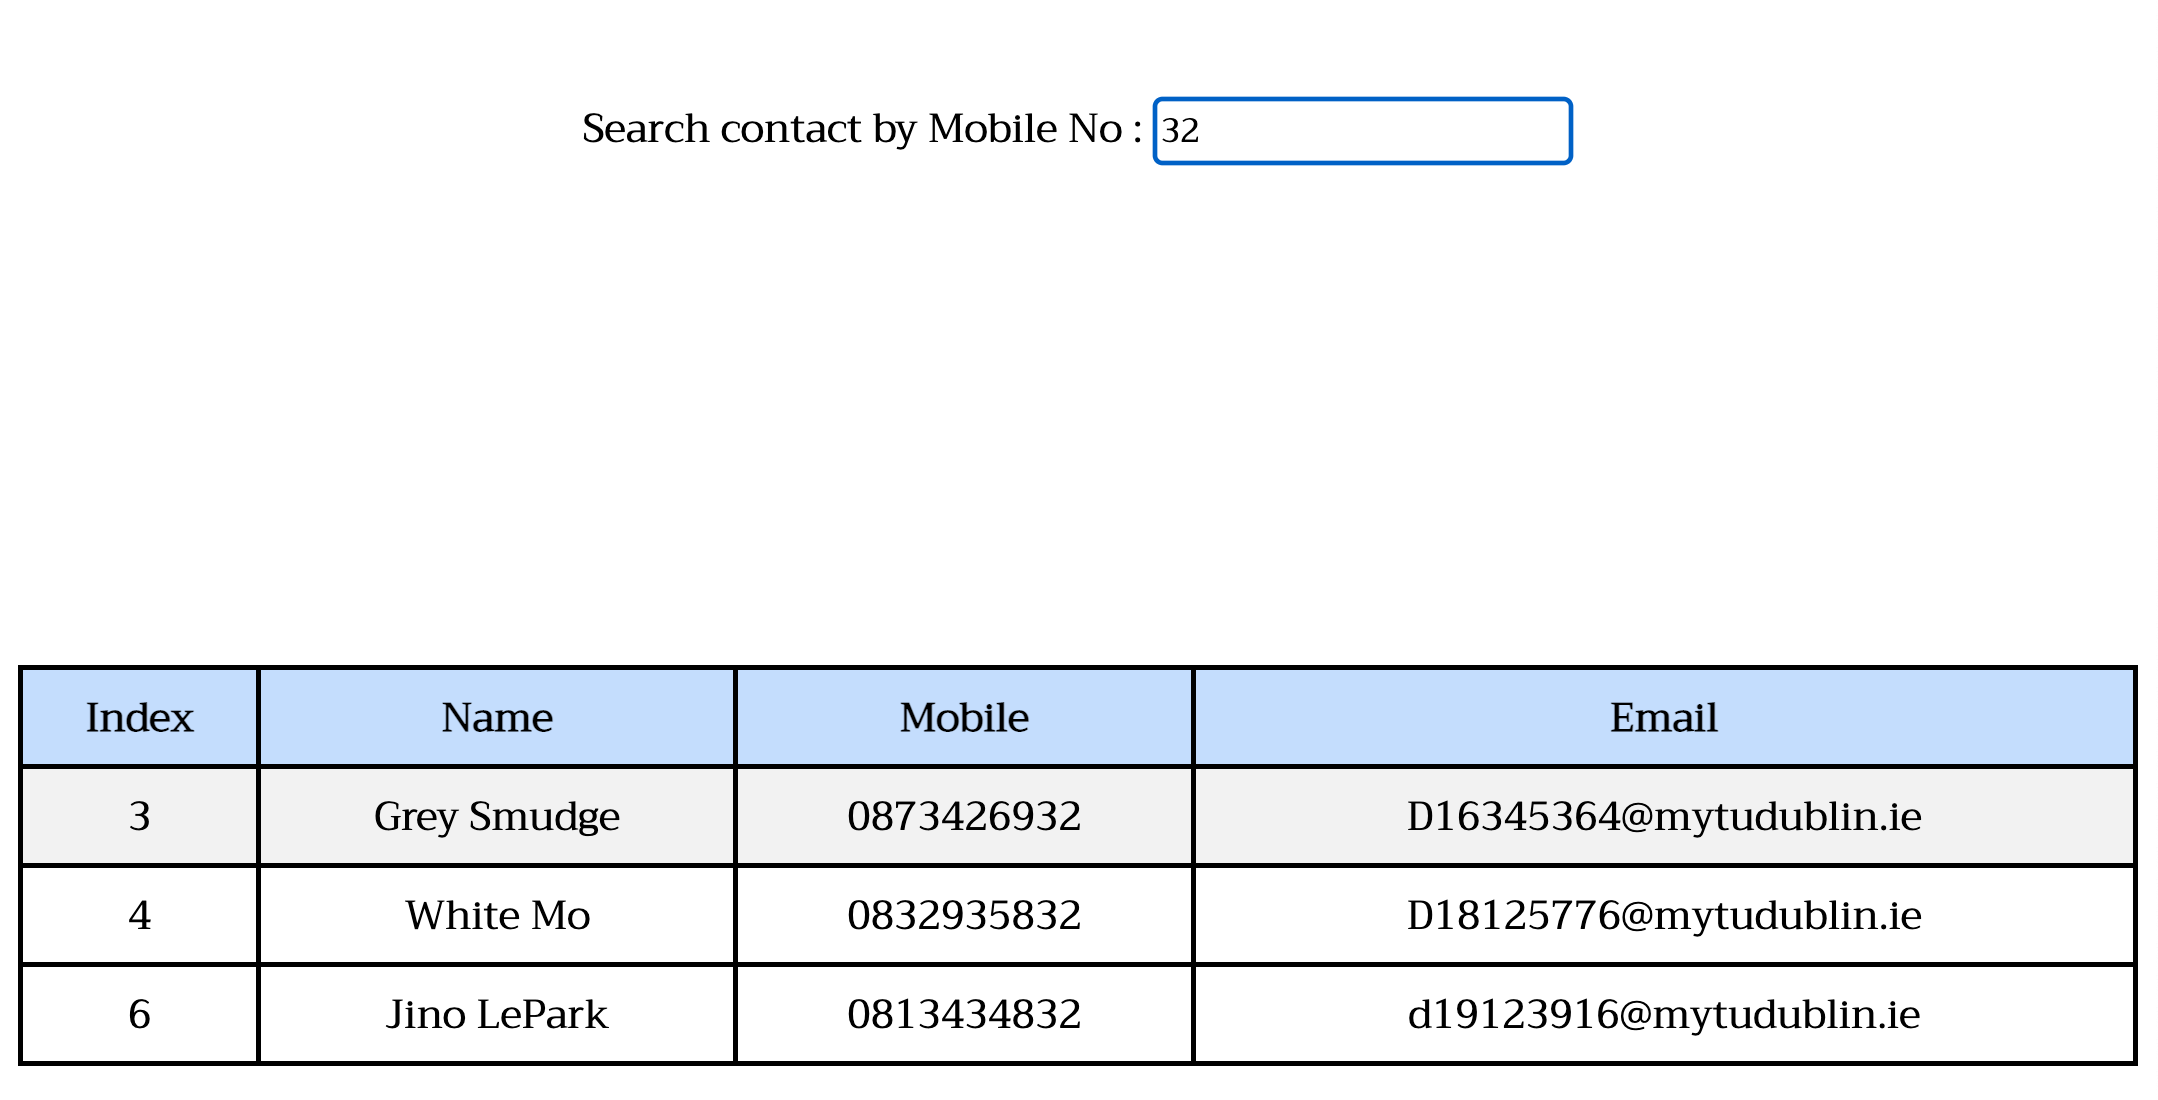 Search contact by Mobile No : 32
Index Name Mobile Email
3 Grey Smudge 0873426932 D16345364@mytudublin.ie
4 White Mo 0832935832 D18125776@mytudublin.ie
6 Jino LePark 0813434832 d19123916@mytudublin.ie